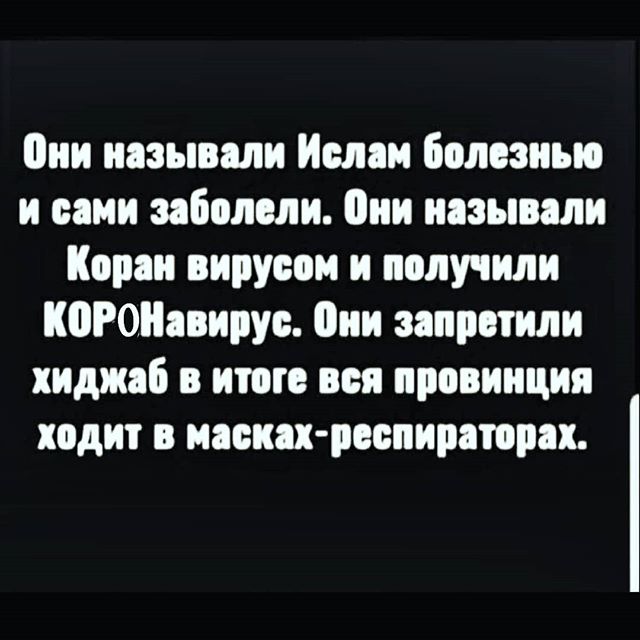 Они называли Ислам болезнью
и сами заболели. Они называли
Коран вирусом и получили
КОРОНавирус. Они запретили
хиджаб в итоге вся провинция
ходит в масках-респираторах.